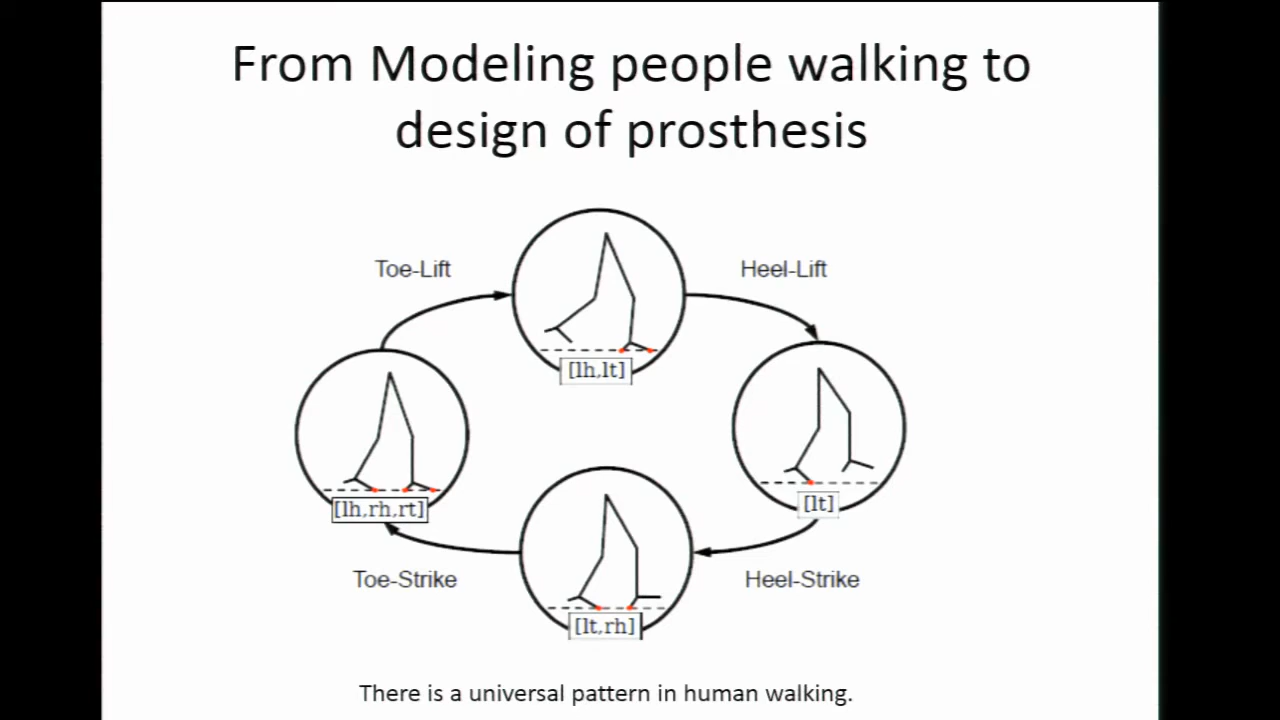 From Modeling people walking to
design of prosthesis
Toe-Lift
Heel-Lift
[lh,lt]
[lh,rh,rt]
[lt]
Toe-Strike
Heel-Strike
[lt,rh]
There is a universal pattern in human walking.